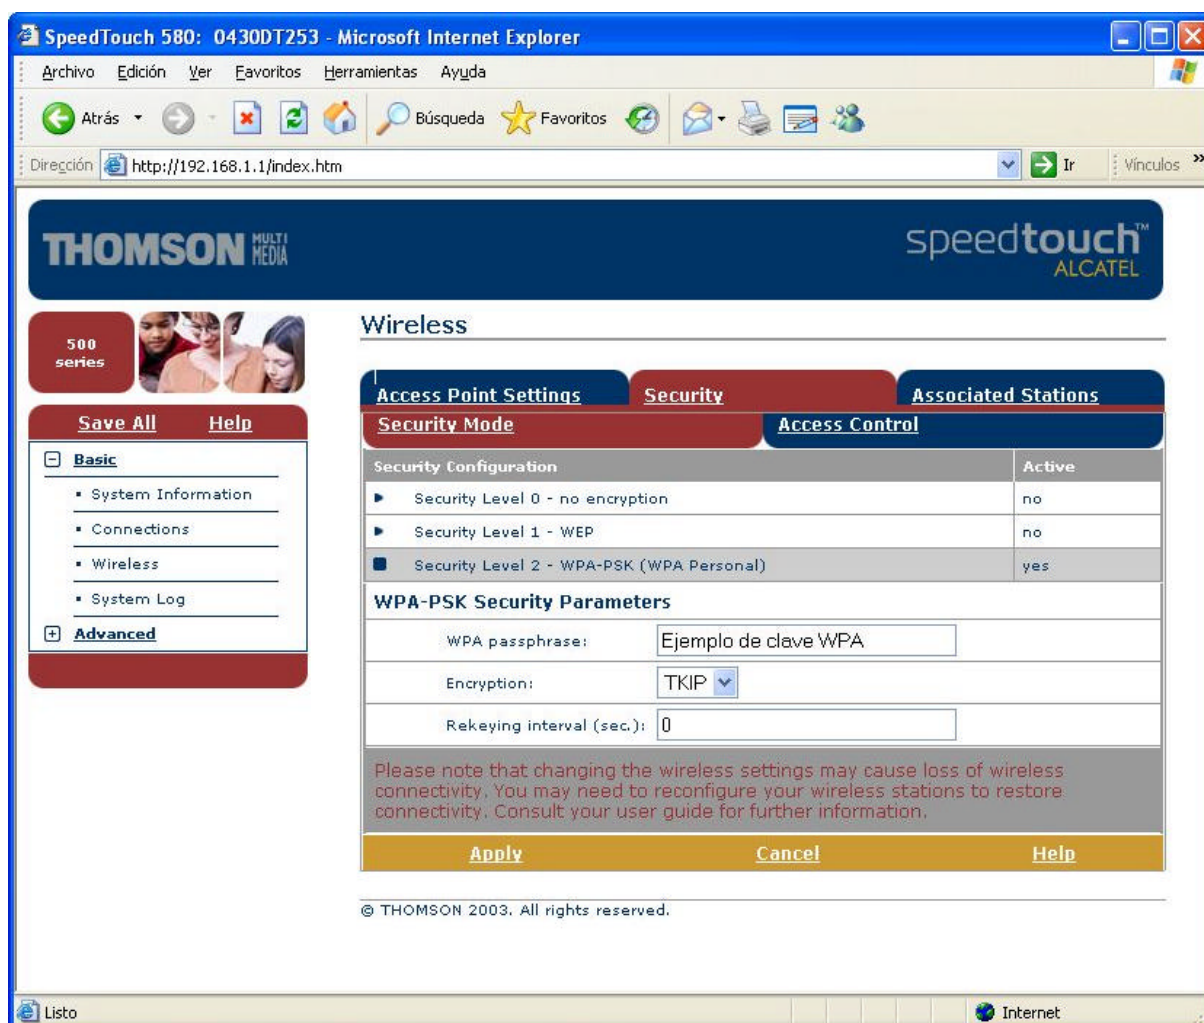 SpeedTouch 580: 0430DT253 - Microsoft Internet Explorer
Archivo Edición Ver Favoritos Herramientas Ayuda
Atrás Búsqueda Favoritos
Dirección http://192.168.1.1/index.htm Ir Vínculos »
THOMSON MULTI MEDIA
speedtouch™
ALCATEL
500 series
Save All Help
Basic
System Information
Connections
Wireless
System Log
Advanced
Wireless
Access Point Settings Security Associated Stations
Security Mode Access Control
Security Configuration Active
Security Level 0 - no encryption no
Security Level 1 - WEP no
Security Level 2 - WPA-PSK (WPA Personal) yes
WPA-PSK Security Parameters
WPA passphrase: Ejemplo de clave WPA
Encryption: TKIP
Rekeying interval (sec.): 0
Please note that changing the wireless settings may cause loss of wireless
connectivity. You may need to reconfigure your wireless stations to restore
connectivity. Consult your user guide for further information.
Apply Cancel Help
© THOMSON 2003. All rights reserved.
Listo Internet